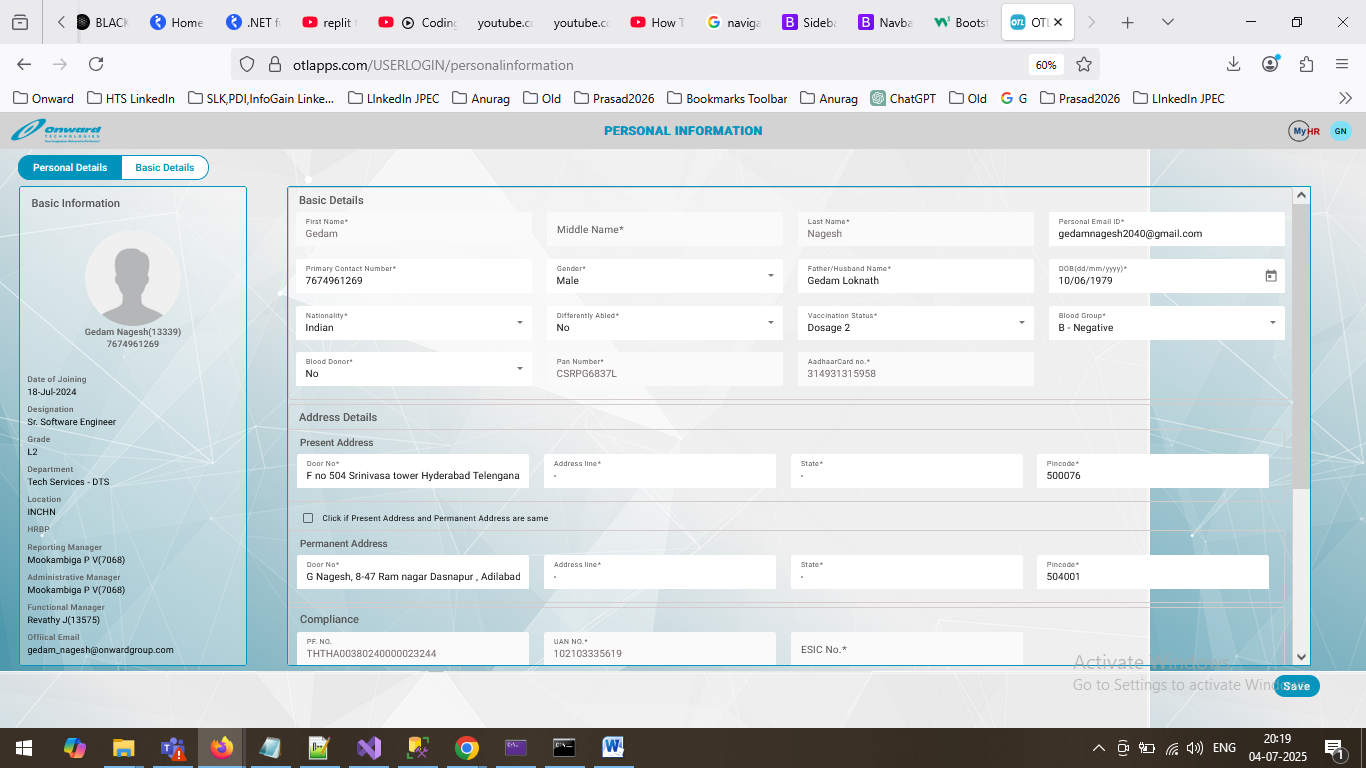 BLACK
Home
.NET f
replit t
Coding
youtube.co
youtube.co
How T
naviga
Sideba
Navba
Bootst
OTL
otlapps.com/USERLOGIN/personalinformation
60%
Onward
HTS LinkedIn
SLK,PDI,InfoGain Linke...
LInkedIn JPEC
Anurag
Old
Prasad2026
Bookmarks Toolbar
Anurag
ChatGPT
Old
G
Prasad2026
LInkedIn JPEC
Onward
TECHNOLOGIES
PERSONAL INFORMATION
MyHR
GN
Personal Details
Basic Details
Basic Information
Gedam Nagesh(13339)
7674961269
Date of Joining
18-Jul-2024
Designation
Sr. Software Engineer
Grade
L2
Department
Tech Services - DTS
Location
INCHN
HRBP
Reporting Manager
Mookambiga P V(7068)
Administrative Manager
Mookambiga P V(7068)
Functional Manager
Revathy J(13575)
Offiical Email
gedam_nagesh@onwardgroup.com
Basic Details
First Name*
Gedam
Middle Name*
Last Name*
Nagesh
Personal Email ID*
gedamnagesh2040@gmail.com
Primary Contact Number*
7674961269
Gender*
Male
Father/Husband Name*
Gedam Loknath
DOB(dd/mm/yyyy)*
10/06/1979
Nationality*
Indian
Differently Abled*
No
Vaccination Status*
Dosage 2
Blood Group*
B - Negative
Blood Donor*
No
Pan Number*
CSRPG6837L
AadhaarCard no.*
314931315958
Address Details
Present Address
Door No*
F no 504 Srinivasa tower Hyderabad Telengana
Address line*
-
State*
-
Pincode*
500076
Click if Present Address and Permanent Address are same
Permanent Address
Door No*
G Nagesh, 8-47 Ram nagar Dasnapur , Adilabad
Address line*
-
State*
-
Pincode*
504001
Compliance
PF. NO.
THTHA00380240000023244
UAN NO.*
102103335619
ESIC No.*
Activate Windows
Go to Settings to activate Windows.
Save
ENG
20:19
04-07-2025
1